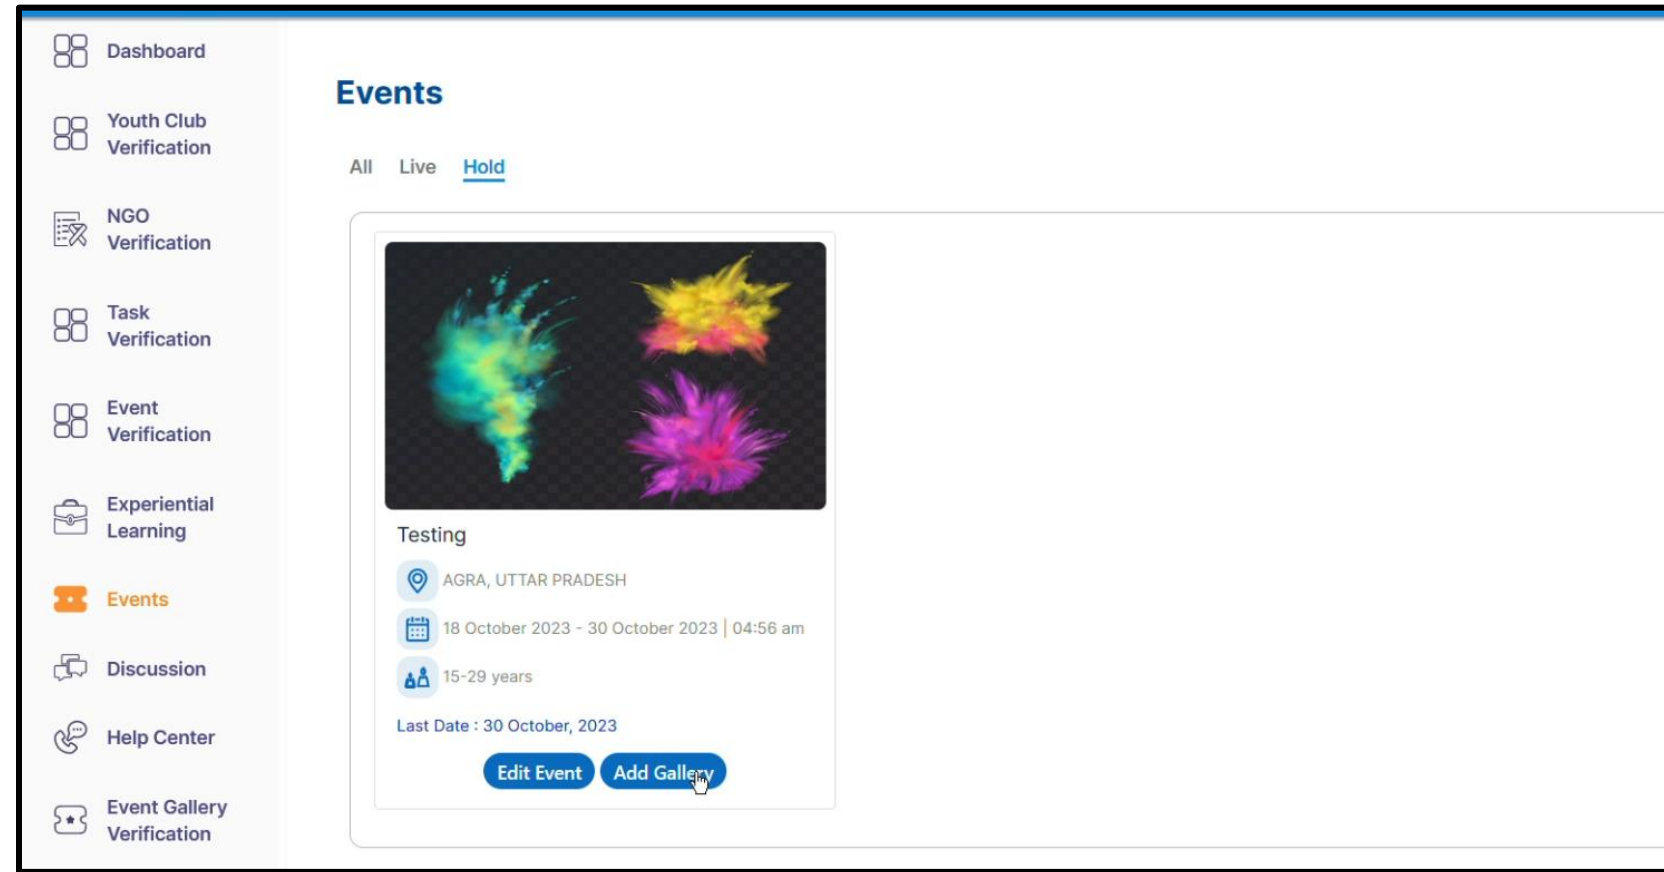 Dashboard
Youth Club
Verification
NGO
Verification
Task
Verification
Event
Verification
Experiential
Learning
Events
Discussion
Help Center
Event Gallery
Verification
Events
All Live Hold
Testing
AGRA, UTTAR PRADESH
18 October 2023 - 30 October 2023 | 04:56 am
15-29 years
Last Date : 30 October, 2023
Edit Event Add Gallery